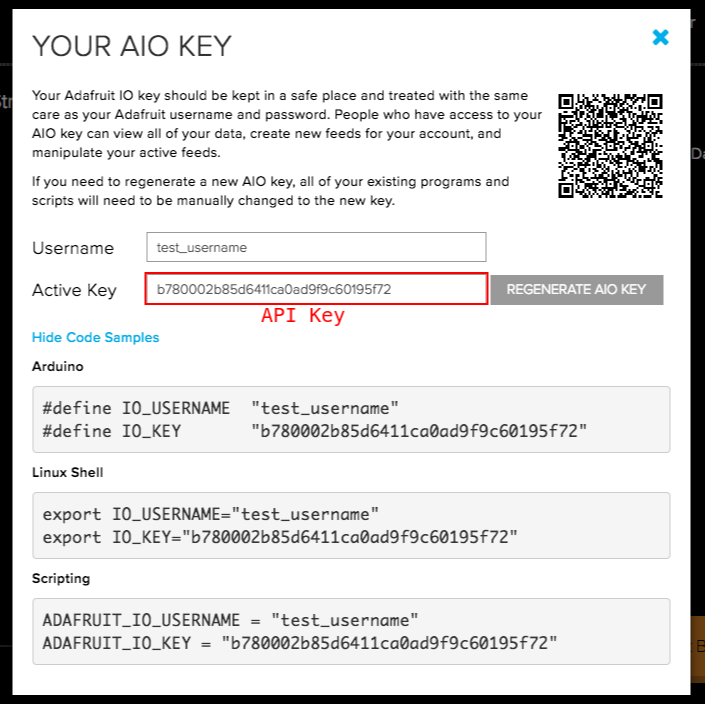 YOUR AIO KEY
Your Adafruit IO key should be kept in a safe place and treated with the same
care as your Adafruit username and password. People who have access to your
AIO key can view all of your data, create new feeds for your account, and
manipulate your active feeds.
If you need to regenerate a new AIO key, all of your existing programs and
scripts will need to be manually changed to the new key.
Username test_username
Active Key b780002b85d6411ca0ad9f9c60195f72 REGENERATE AIO KEY
API Key
Hide Code Samples
Arduino
#define IO_USERNAME "test_username"
#define IO_KEY "b780002b85d6411ca0ad9f9c60195f72"
Linux Shell
export IO_USERNAME="test_username"
export IO_KEY="b780002b85d6411ca0ad9f9c60195f72"
Scripting
ADAFRUIT_IO_USERNAME = "test_username"
ADAFRUIT_IO_KEY = "b780002b85d6411ca0ad9f9c60195f72"